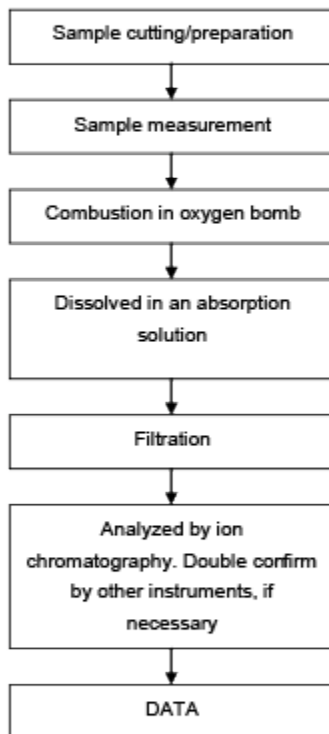 Sample cutting/preparation
Sample measurement
Combustion in oxygen bomb
Dissolved in an absorption
solution
Filtration
Analyzed by ion
chromatography. Double confirm
by other instruments, if
necessary
DATA